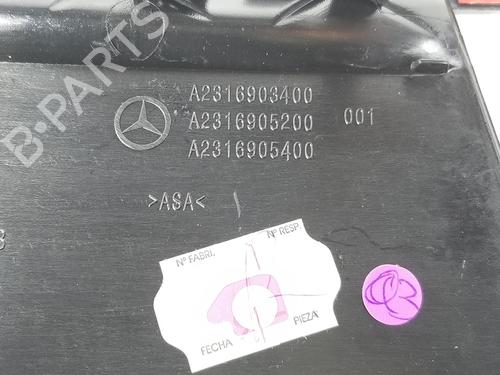 A2316903400
A2316905200 001
A2316905400
>ASA<
B-PARTS
Nº FABRI. Nº RESP.
FECHA PIEZA